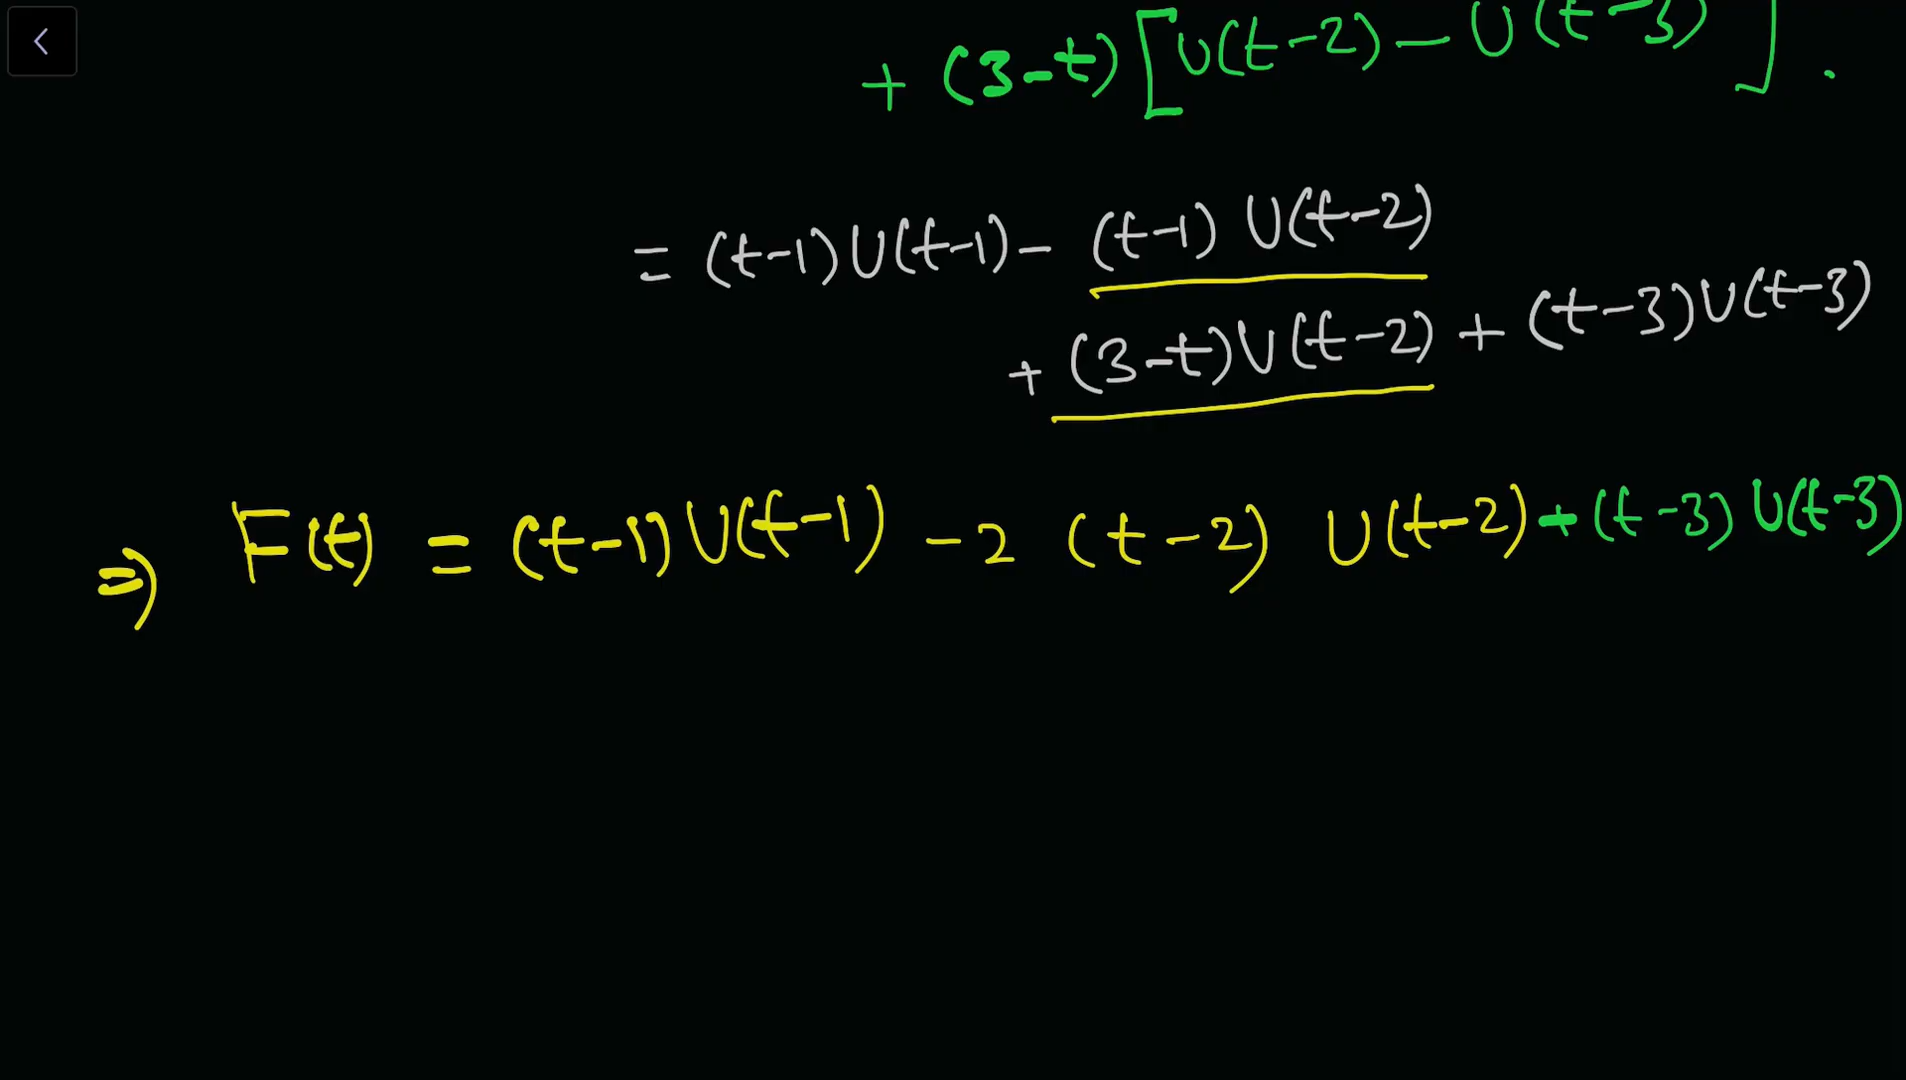 + (3-t) [U(t-2) - U(t-3)] .
= (t-1) U(t-1) - (t-1) U(t-2)
+ (3-t) U(t-2) + (t-3) U(t-3)
⇒ F(t) = (t-1) U(t-1) - 2 (t-2) U(t-2) + (t-3) U(t-3)